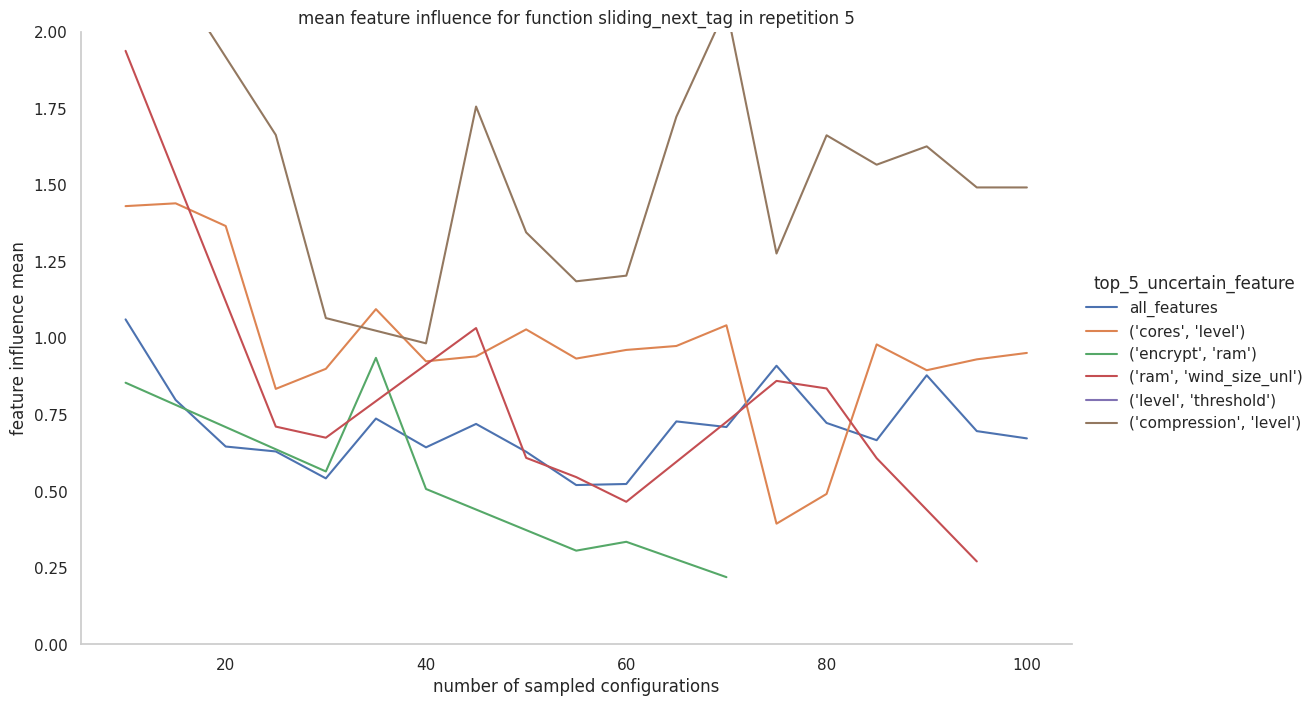 mean feature influence for function sliding_next_tag in repetition 5
2.00
1.75
1.50
1.25
1.00
0.75
0.50
0.25
0.00
feature influence mean
20
40
60
80
100
number of sampled configurations
top_5_uncertain_feature
all_features
('cores', 'level')
('encrypt', 'ram')
('ram', 'wind_size_unl')
('level', 'threshold')
('compression', 'level')